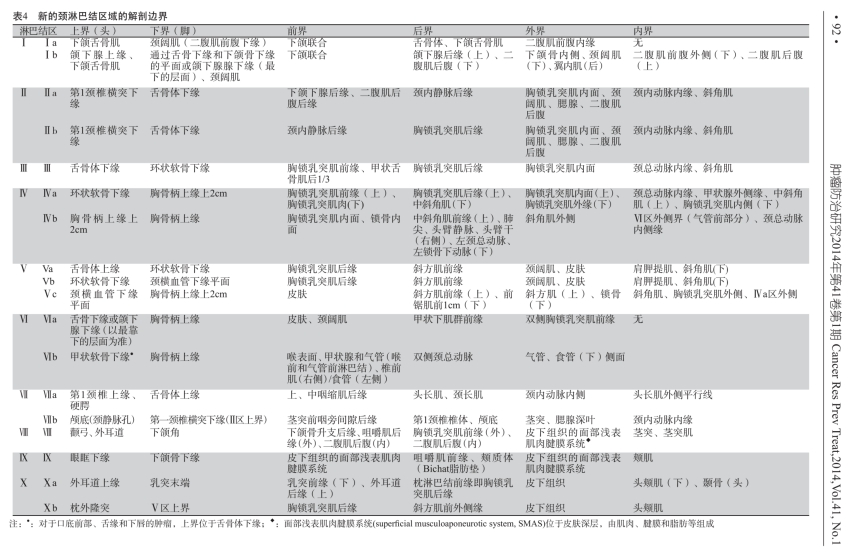 表4　新的颈淋巴结区域的解剖边界
淋巴结区 上界（头） 下界（脚） 前界 后界 外界 内界
Ⅰ Ⅰa 下颌舌骨肌 颈阔肌（二腹肌前腹下缘） 下颌联合 舌骨体、下颌舌骨肌 二腹肌前腹内缘 无
Ⅰb 颌下腺上缘、 通过舌骨下缘和下颌骨下缘 下颌联合 颌下腺后缘（上）、二 下颌骨内侧、颈阔肌 二腹肌前腹外侧（下）、二腹肌后腹
下颌舌骨肌 的平面或颌下腺腺下缘（最 腹肌后腹（下） （下）、翼内肌(后) （上）
下的层面）、颈阔肌
Ⅱ Ⅱa 第1颈椎横突下 舌骨体下缘 下颌下腺后缘、二腹肌后 颈内静脉后缘 胸锁乳突肌内面、颈 颈内动脉内缘、斜角肌
缘 腹后缘 阔肌、腮腺、二腹肌
后腹
Ⅱb 第1颈椎横突下 舌骨体下缘 颈内静脉后缘 胸锁乳突肌后缘 胸锁乳突肌内面、颈 颈内动脉内缘、斜角肌
缘 阔肌、腮腺、二腹肌
后腹
Ⅲ Ⅲ 舌骨体下缘 环状软骨下缘 胸锁乳突肌前缘、甲状舌 胸锁乳突肌后缘 胸锁乳突肌内面 颈总动脉内缘、斜角肌
骨肌后1/3
Ⅳ Ⅳa 环状软骨下缘 胸骨柄上缘上2cm 胸锁乳突肌前缘（上）、 胸锁乳突肌后缘(上)、 胸锁乳突肌内面(上)、 颈总动脉内缘、甲状腺外侧缘、中斜角
胸锁乳突肌肉(下) 中斜角肌(下) 胸锁乳突肌外缘(下) 肌（上）、胸锁乳突肌内侧（下）
Ⅳb 胸骨柄上缘上 胸骨柄上缘 胸锁乳突肌内面、锁骨内 中斜角肌前缘(上)、肺 斜角肌外侧 Ⅵ区外侧界（气管前部分）、颈总动脉
2cm 面 尖、头臂静脉、头臂干 内侧缘
(右侧)、左颈总动脉、
左锁骨下动脉（下）
Ⅴ Ⅴa 舌骨体上缘 环状软骨下缘 胸锁乳突肌后缘 斜方肌前缘 颈阔肌、皮肤 肩胛提肌、斜角肌(下)
Ⅴb 环状软骨下缘 颈横血管下缘平面 胸锁乳突肌后缘 斜方肌前缘 颈阔肌、皮肤 肩胛提肌、斜角肌(下)
Ⅴc 颈横血管下缘 胸骨柄上缘上2cm 皮肤 斜方肌前缘（上）、前 斜方肌（上）、锁骨 斜角肌、胸锁乳突肌外侧、Ⅳa区外侧
平面 锯肌前1cm（下） （下）
Ⅵ Ⅵa 舌骨下缘或颌下 胸骨柄上缘 皮肤、颈阔肌 甲状下肌群前缘 双侧胸锁乳突肌前缘 无
腺下缘（以最靠
下的层面为准）
Ⅵb 甲状软骨下缘● 胸骨柄上缘 喉表面、甲状腺和气管（喉 双侧颈总动脉 气管、食管（下）侧面
前和气管前淋巴结）、椎前
肌(右侧)/食管（左侧）
Ⅶ Ⅶa 第1颈椎上缘、 舌骨体上缘 上、中咽缩肌后缘 头长肌、颈长肌 颈内动脉内侧 头长肌外侧平行线
硬腭
Ⅶb 颅底(颈静脉孔) 第一颈椎横突下缘(Ⅱ区上界) 茎突前咽旁间隙后缘 第1颈椎椎体、颅底 茎突、腮腺深叶 颈内动脉内缘
Ⅷ Ⅷ 颧弓、外耳道 下颌角 下颌骨升支后缘、咀嚼肌后 胸锁乳突肌前缘（外）、 皮下组织的面部浅表 茎突、茎突肌
缘(外)、二腹肌后腹(内) 二腹肌后腹（内） 肌肉腱膜系统◆
Ⅸ Ⅸ 眼眶下缘 下颌骨下缘 皮下组织的面部浅表肌肉 咀嚼肌前缘、颊质体 皮下组织的面部浅表 颊肌
腱膜系统 （Bichat脂肪垫） 肌肉腱膜系统
Ⅹ Ⅹa 外耳道上缘 乳突末端 乳突前缘（下）、外耳道 枕淋巴结前缘即胸锁乳 皮下组织 头颊肌（下）、颞骨（头）
后缘（上） 突肌后缘
Ⅹb 枕外隆突 Ⅴ区上界 胸锁乳突肌后缘 斜方肌前外侧缘 皮下组织 头颊肌
注：●：对于口底前部、舌缘和下唇的肿瘤，上界位于舌骨体下缘；◆：面部浅表肌肉腱膜系统(superficial musculoaponeurotic system, SMAS)位于皮肤深层，由肌肉、腱膜和脂肪等组成
•92•
肿瘤防治研究2014年第41卷第1期 Cancer Res Prev Treat,2014,Vol.41, No.1